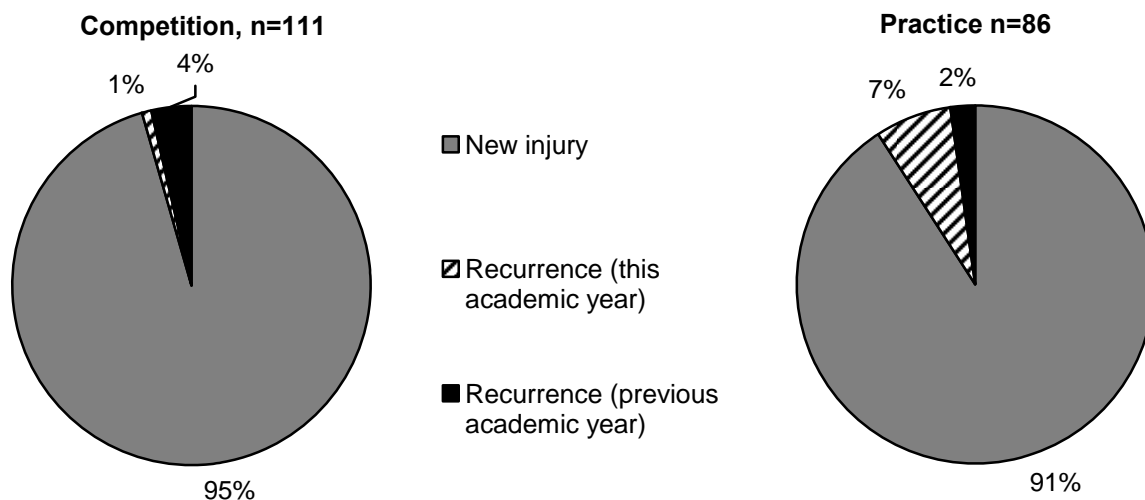 Competition, n=111
1%
4%
95%
New injury
Recurrence (this
academic year)
Recurrence (previous
academic year)
Practice n=86
7%
2%
91%